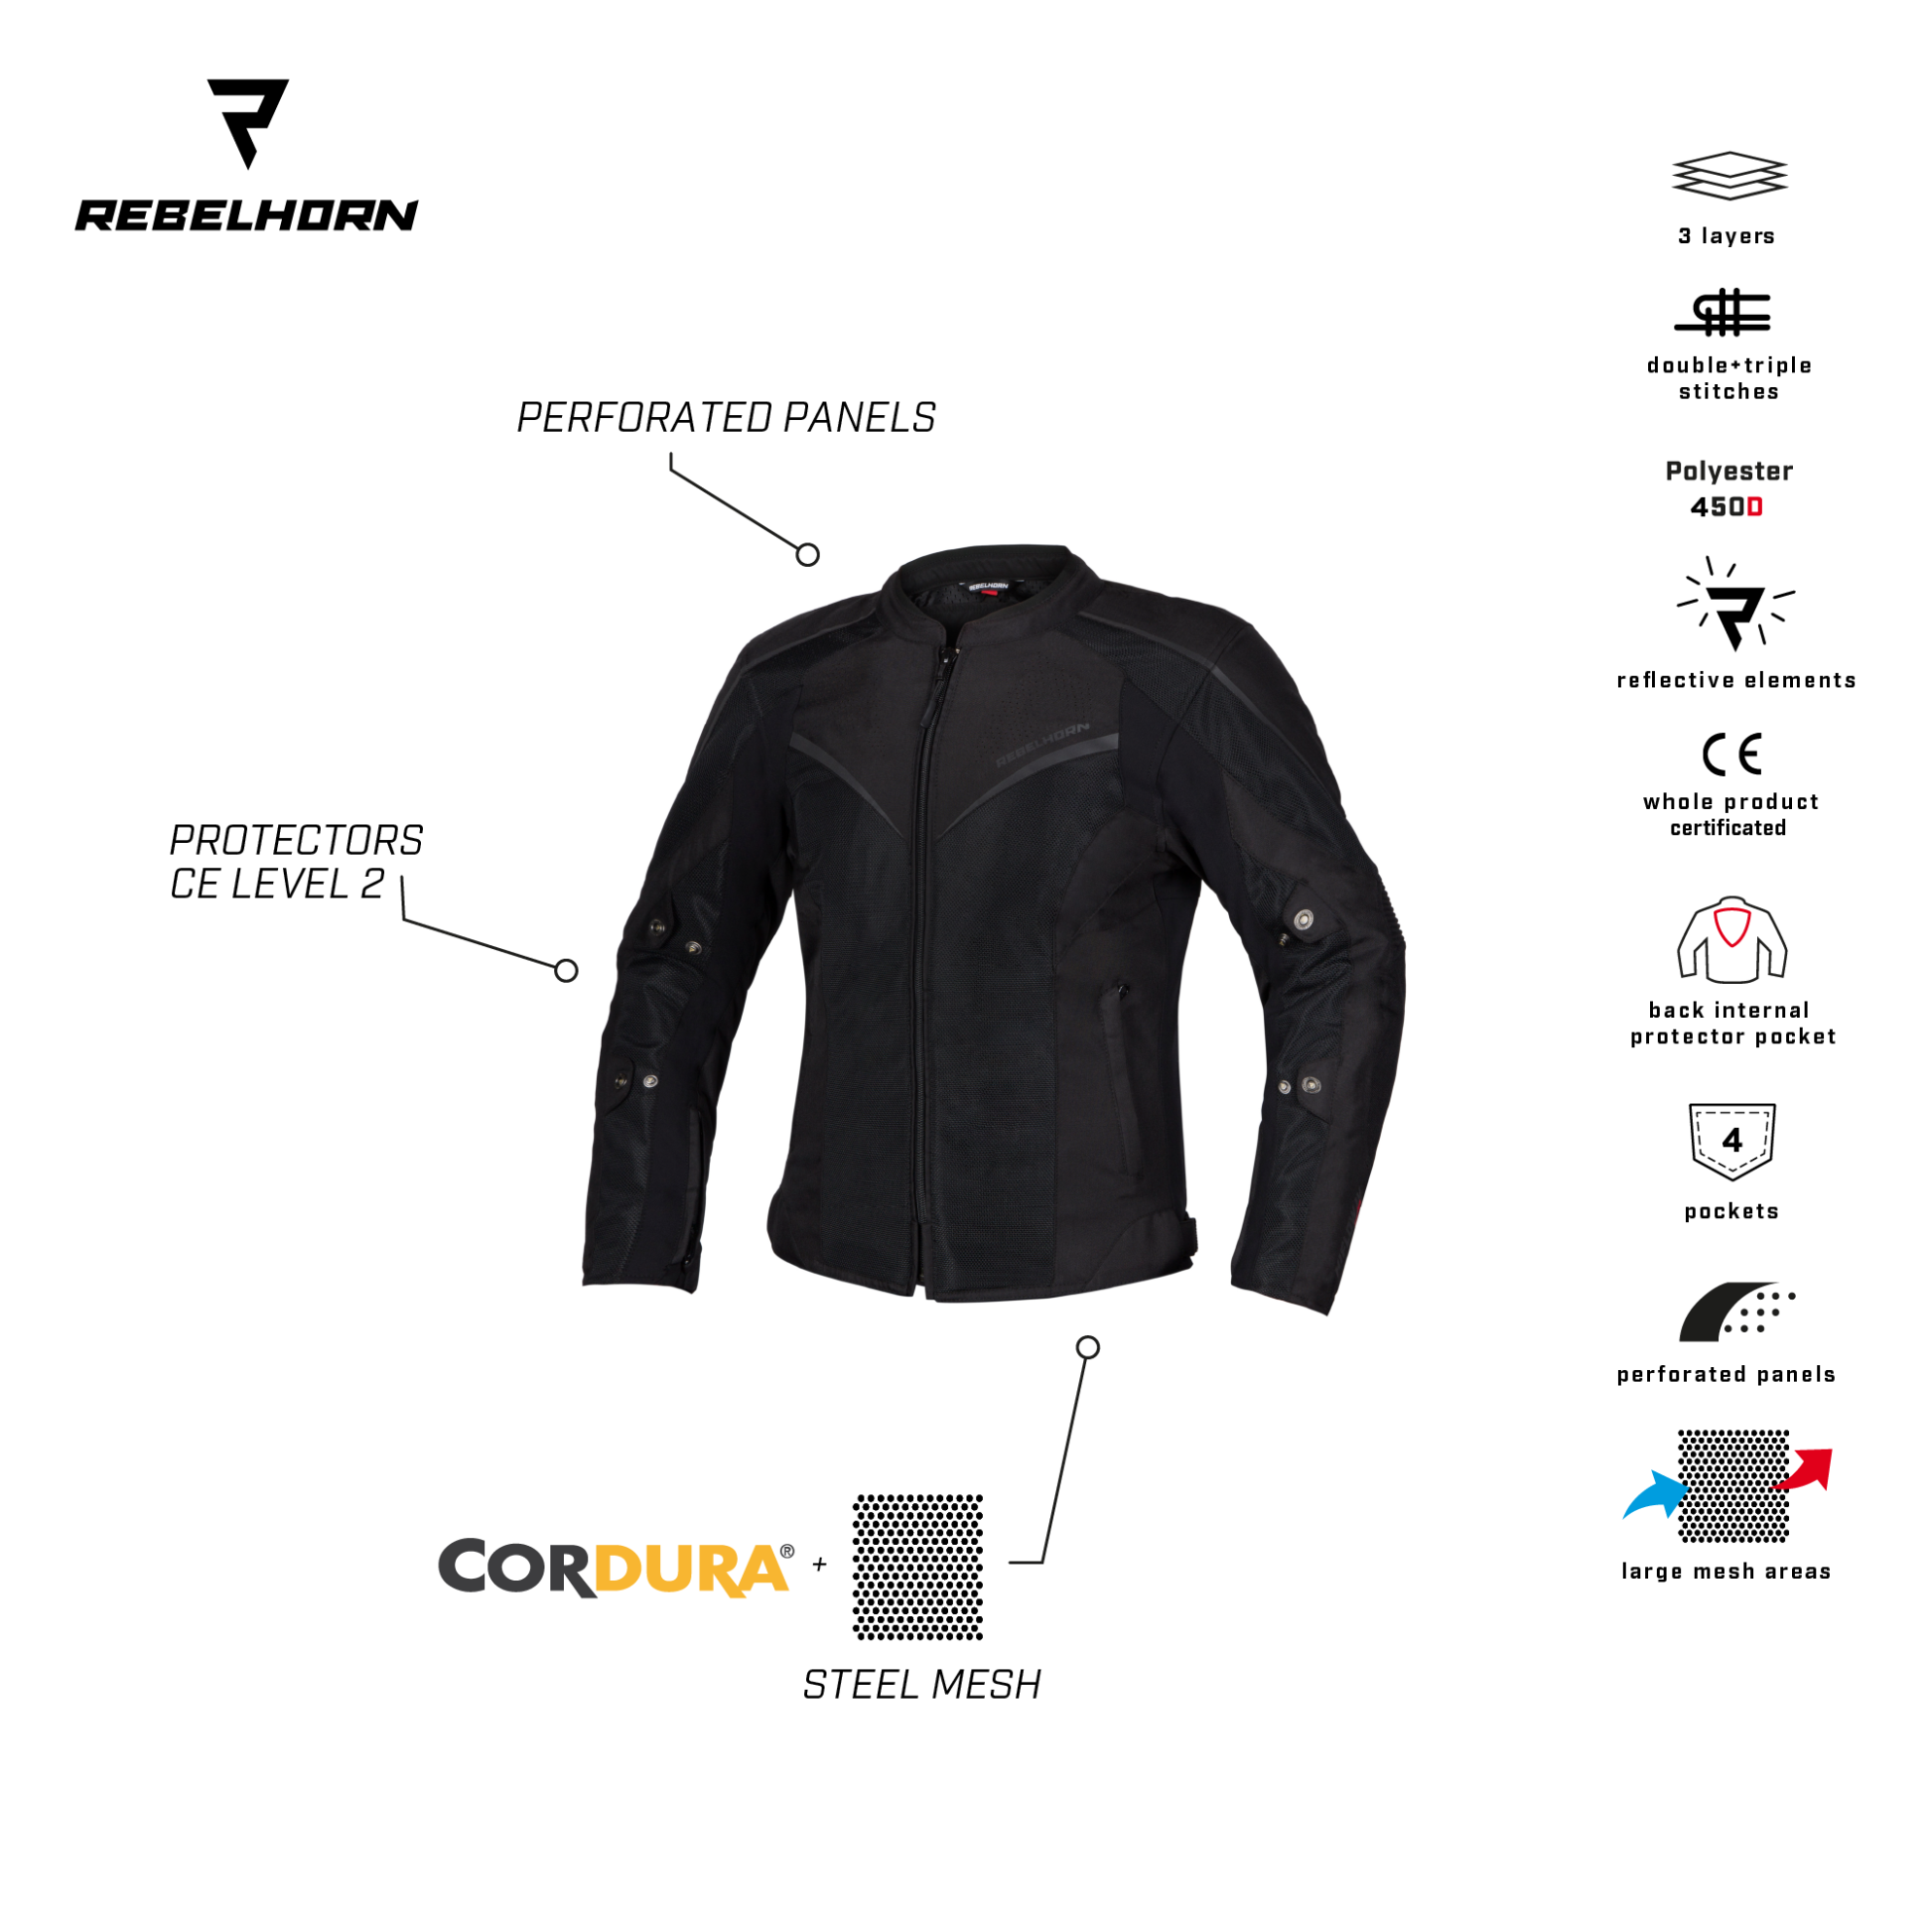 REBELHORN
3 layers
double+triple
stitches
PERFORATED PANELS
Polyester
450D
REBELHORN
reflective elements
REBELHORN
CE
whole product
certificated
PROTECTORS
CE LEVEL 2
back internal
protector pocket
4
pockets
perforated panels
large mesh areas
CORDURA® +
STEEL MESH